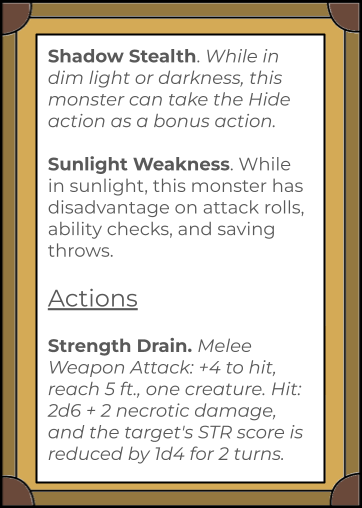 Shadow Stealth. While in
dim light or darkness, this
monster can take the Hide
action as a bonus action.
Sunlight Weakness. While
in sunlight, this monster has
disadvantage on attack rolls,
ability checks, and saving
throws.
Actions
Strength Drain. Melee
Weapon Attack: +4 to hit,
reach 5 ft., one creature. Hit:
2d6 + 2 necrotic damage,
and the target's STR score is
reduced by 1d4 for 2 turns.